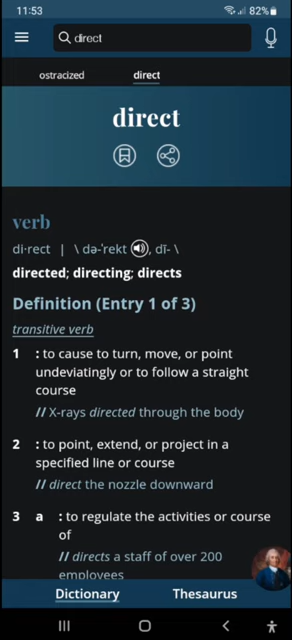 11:53
82%
direct
ostracized direct
direct
verb
di·rect | \ də-ˈrekt , dī- \
directed; directing; directs
Definition (Entry 1 of 3)
transitive verb
1 : to cause to turn, move, or point
undeviatingly or to follow a straight
course
// X-rays directed through the body
2 : to point, extend, or project in a
specified line or course
// direct the nozzle downward
3 a : to regulate the activities or course
of
// directs a staff of over 200
employees
Dictionary Thesaurus